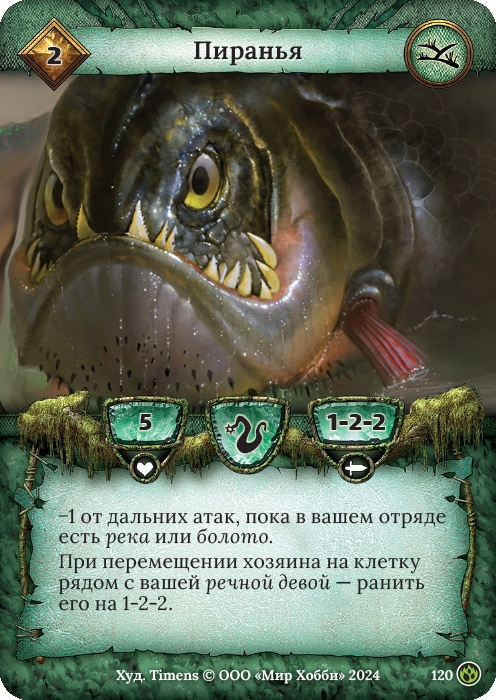 2
Пиранья
5
1-2-2
–1 от дальних атак, пока в вашем отряде
есть река или болото.
При перемещении хозяина на клетку
рядом с вашей речной девой — ранить
его на 1-2-2.
Худ. Timens © ООО «Мир Хобби» 2024
120